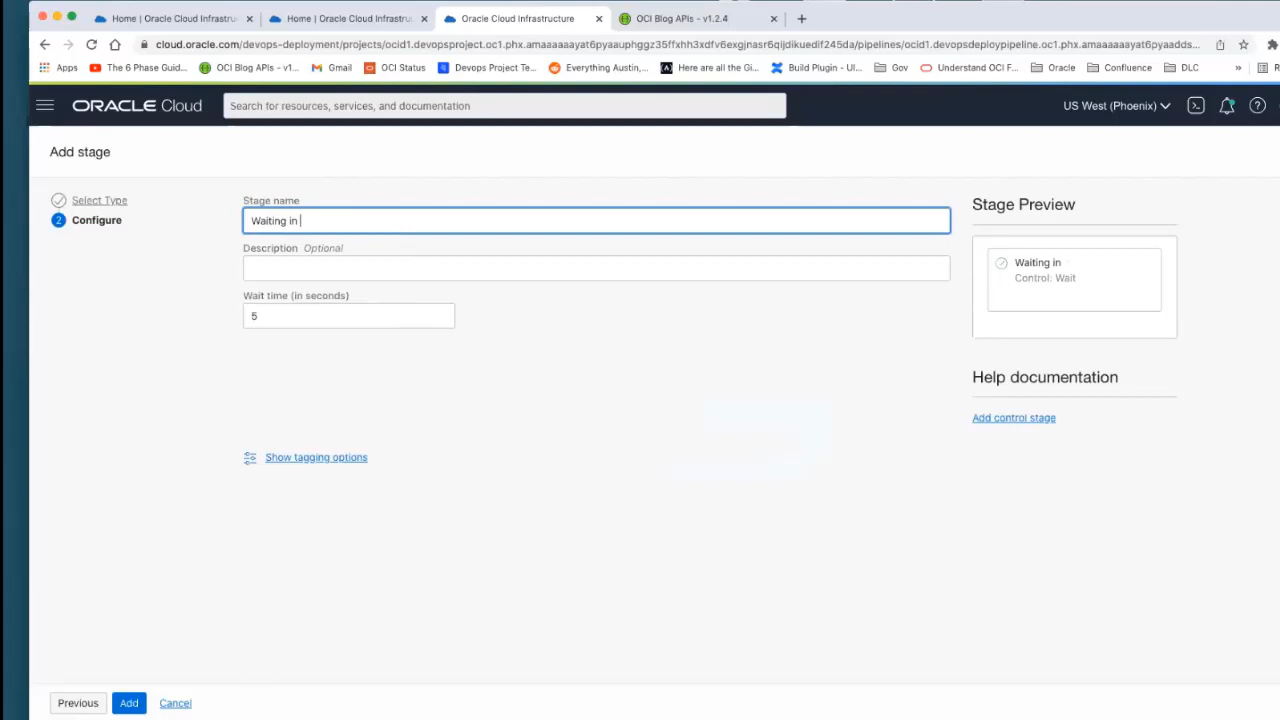 Home | Oracle Cloud Infrastru
Home | Oracle Cloud Infrastru
Oracle Cloud Infrastructure
OCI Blog APIs - v1.2.4
cloud.oracle.com/devops-deployment/projects/ocid1.devopsproject.oc1.phx.amaaaaaayat6pyaauphggz35ffxhh3xdfv6exgjnasr6qijdikuedif245da/pipelines/ocid1.devopsdeploypipeline.oc1.phx.amaaaaaayat6pyaadds...
Apps
The 6 Phase Guid...
OCI Blog APIs - v1...
Gmail
OCI Status
Devops Project Te...
Everything Austin,...
Here are all the Gi...
Build Plugin - UI...
Gov
Understand OCI F...
Oracle
Confluence
DLC
»
R
ORACLE Cloud
Search for resources, services, and documentation
US West (Phoenix)
Add stage
Select Type
2 Configure
Stage name
Waiting in
Description Optional
Wait time (in seconds)
5
Show tagging options
Stage Preview
Waiting in
Control: Wait
Help documentation
Add control stage
Previous
Add
Cancel